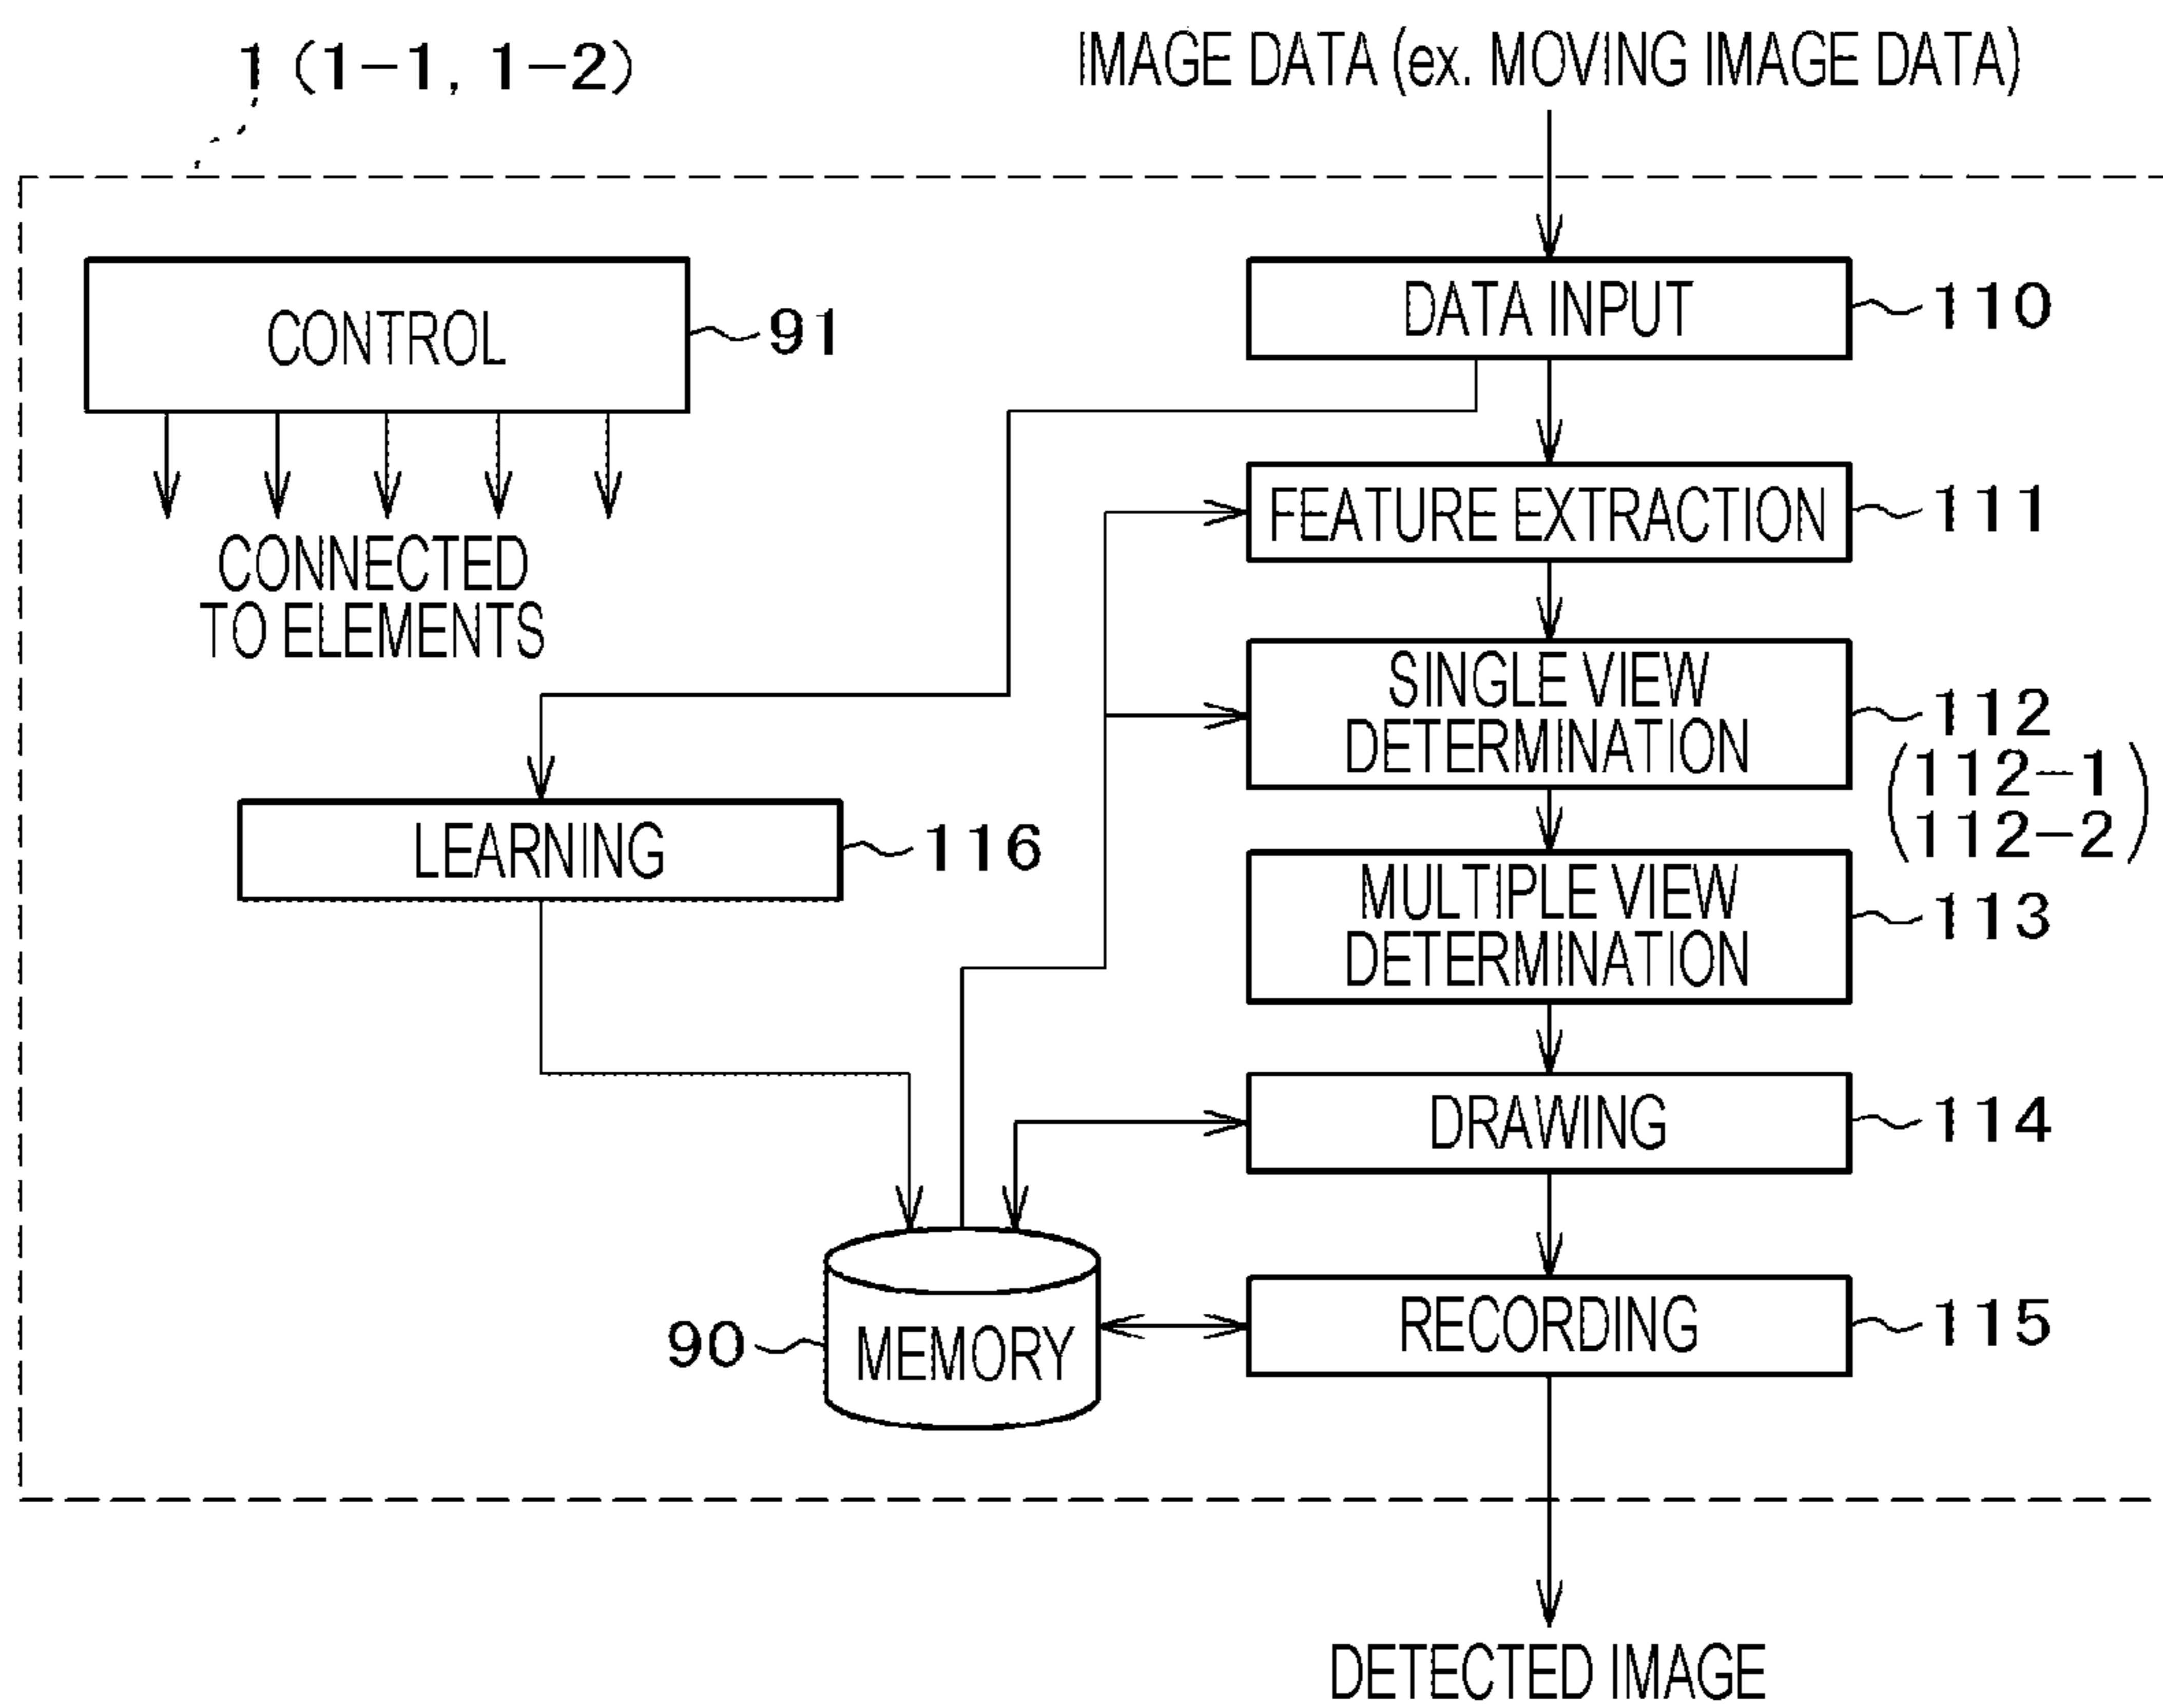 1 (1-1, 1-2)
IMAGE DATA (ex. MOVING IMAGE DATA)
CONTROL
91
CONNECTED
TO ELEMENTS
DATA INPUT
110
FEATURE EXTRACTION
111
SINGLE VIEW
DETERMINATION
112
(112-1
112-2)
LEARNING
116
MULTIPLE VIEW
DETERMINATION
113
DRAWING
114
90
MEMORY
RECORDING
115
DETECTED IMAGE